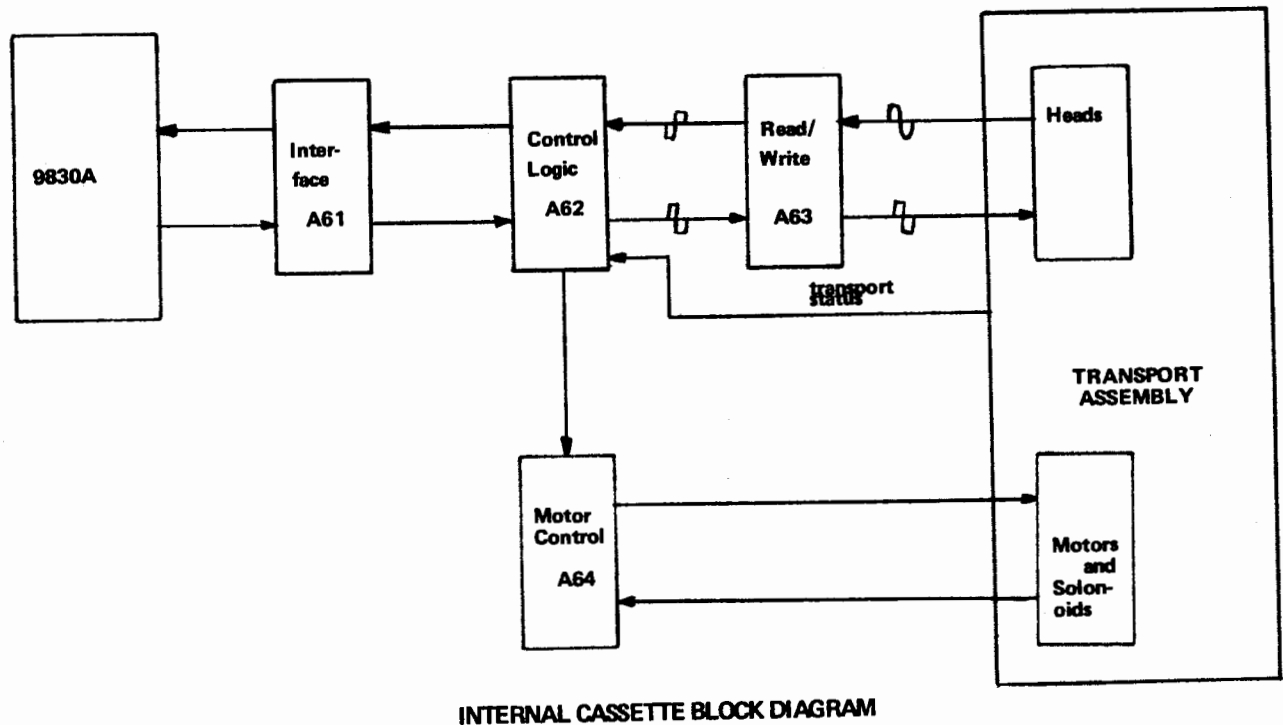 9830A
Inter-
face
A61
Control
Logic
A62
Read/
Write
A63
Heads
transport
status
TRANSPORT
ASSEMBLY
Motor
Control
A64
Motors
and
Solon-
oids
INTERNAL CASSETTE BLOCK DIAGRAM